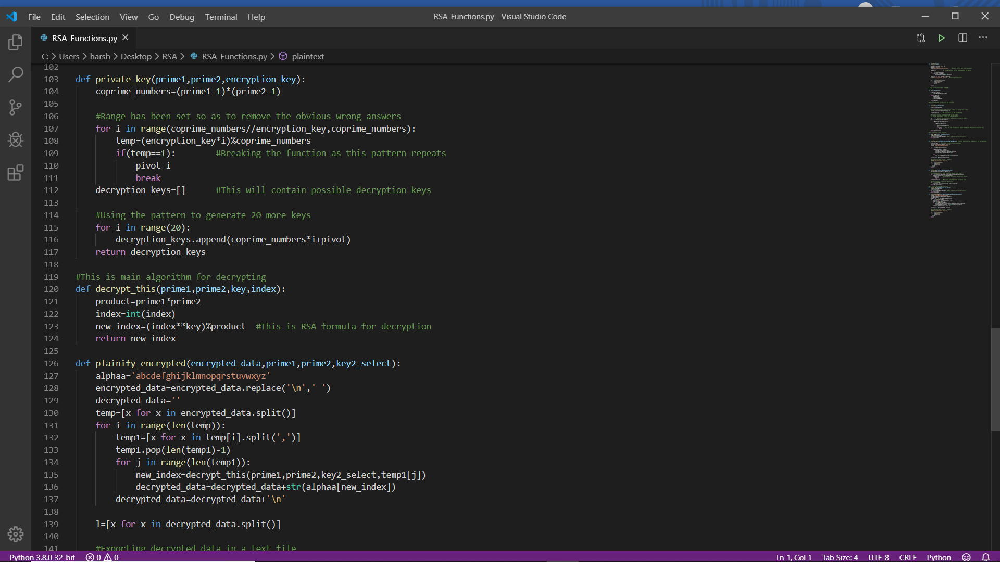 File Edit Selection View Go Debug Terminal Help
RSA_Functions.py - Visual Studio Code
RSA_Functions.py
C: > Users > harsh > Desktop > RSA > RSA_Functions.py > plaintext
102
103 def private_key(prime1,prime2,encryption_key):
104     coprime_numbers=(prime1-1)*(prime2-1)
105
106     #Range has been set so as to remove the obvious wrong answers
107     for i in range(coprime_numbers//encryption_key,coprime_numbers):
108         temp=(encryption_key*i)%coprime_numbers
109         if(temp==1):        #Breaking the function as this pattern repeats
110             pivot=i
111             break
112     decryption_keys=[]      #This will contain possible decryption keys
113
114     #Using the pattern to generate 20 more keys
115     for i in range(20):
116         decryption_keys.append(coprime_numbers*i+pivot)
117     return decryption_keys
118
119 #This is main algorithm for decrypting
120 def decrypt_this(prime1,prime2,key,index):
121     product=prime1*prime2
122     index=int(index)
123     new_index=(index**key)%product  #This is RSA formula for decryption
124     return new_index
125
126 def plainify_encrypted(encrypted_data,prime1,prime2,key2_select):
127     alphaa='abcdefghijklmnopqrstuvwxyz'
128     encrypted_data=encrypted_data.replace('\n',' ')
129     decrypted_data=''
130     temp=[x for x in encrypted_data.split()]
131     for i in range(len(temp)):
132         temp1=[x for x in temp[i].split(',')]
133         temp1.pop(len(temp1)-1)
134         for j in range(len(temp1)):
135             new_index=decrypt_this(prime1,prime2,key2_select,temp1[j])
136             decrypted_data=decrypted_data+str(alphaa[new_index])
137         decrypted_data=decrypted_data+'\n'
138
139     l=[x for x in decrypted_data.split()]
140
141     #Exporting decrypted data in a text file
Python 3.8.0 32-bit 0 0 Ln 1, Col 1 Tab Size: 4 UTF-8 CRLF Python